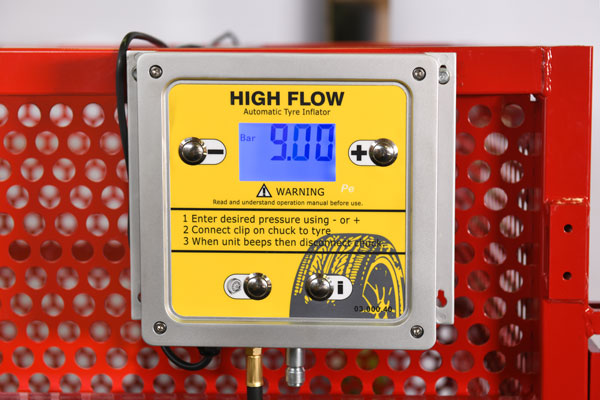 HIGH FLOW
Automatic Tyre Inflator
Bar 9.00
- +
WARNING
Read and understand operation manual before use.
1 Enter desired pressure using - or +
2 Connect clip on chuck to tyre
3 When unit beeps then disconnect chuck
i